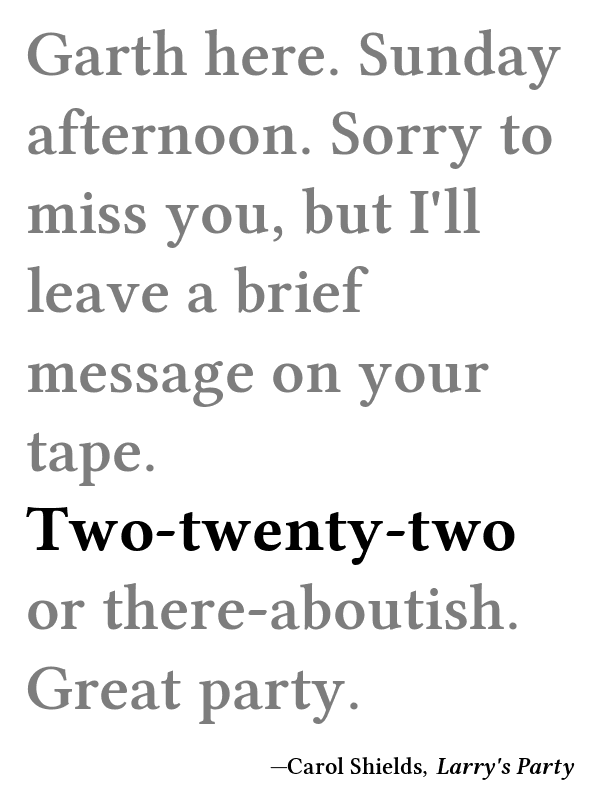 Garth here. Sunday
afternoon. Sorry to
miss you, but I'll
leave a brief
message on your
tape.
Two-twenty-two
or there-aboutish.
Great party.
—Carol Shields, Larry's Party